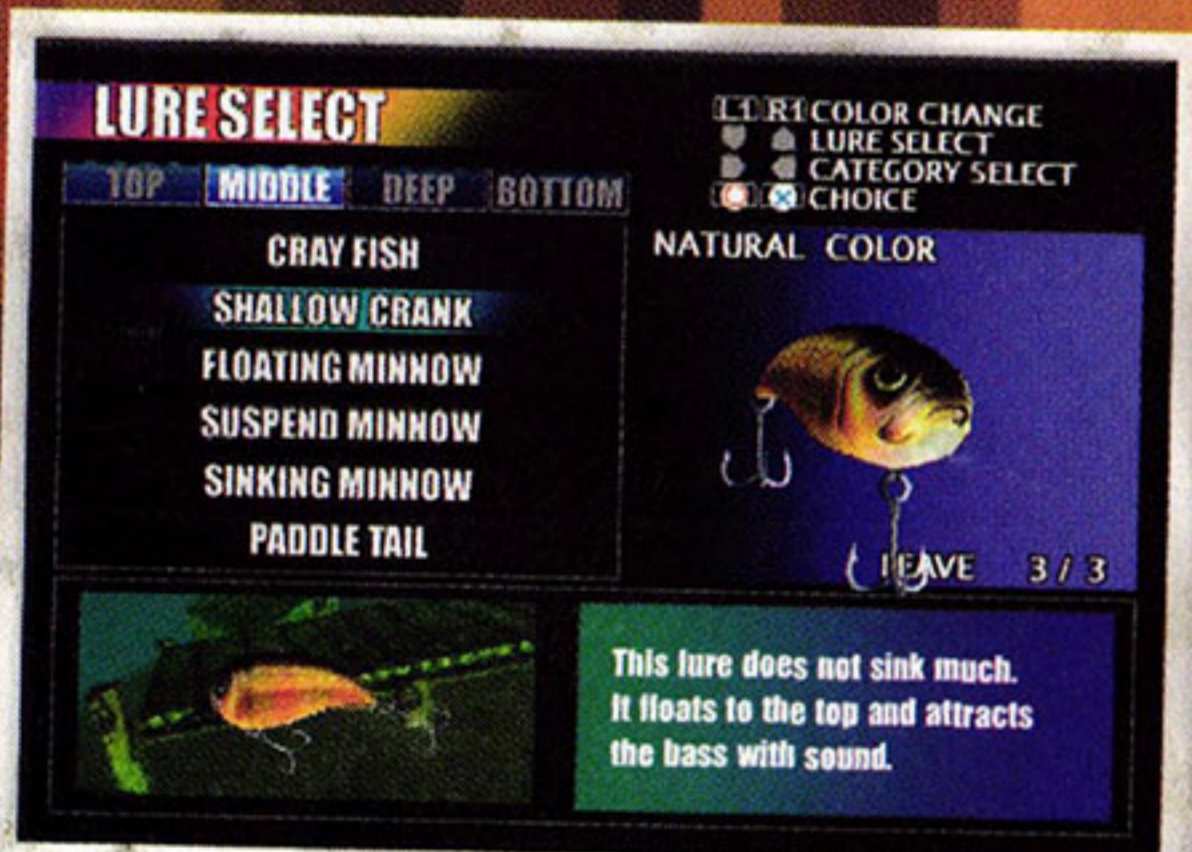 LURE SELECT
L1 R1 COLOR CHANGE
LURE SELECT
CATEGORY SELECT
CHOICE
TOP MIDDLE DEEP BOTTOM
CRAY FISH
SHALLOW CRANK
FLOATING MINNOW
SUSPEND MINNOW
SINKING MINNOW
PADDLE TAIL
NATURAL COLOR
LEAVE 3 / 3
This lure does not sink much.
It floats to the top and attracts
the bass with sound.